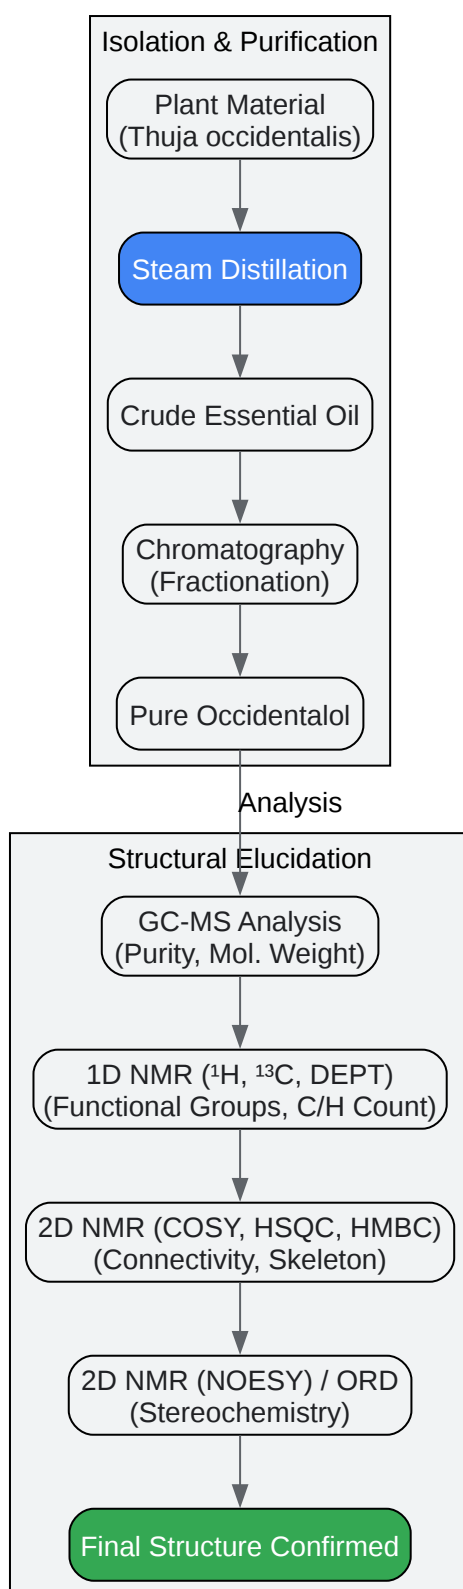 Isolation & Purification
Plant Material
(Thuja occidentalis)
Steam Distillation
Crude Essential Oil
Chromatography
(Fractionation)
Pure Occidentalol
Analysis
Structural Elucidation
GC-MS Analysis
(Purity, Mol. Weight)
1D NMR (¹H, ¹³C, DEPT)
(Functional Groups, C/H Count)
2D NMR (COSY, HSQC, HMBC)
(Connectivity, Skeleton)
2D NMR (NOESY) / ORD
(Stereochemistry)
Final Structure Confirmed